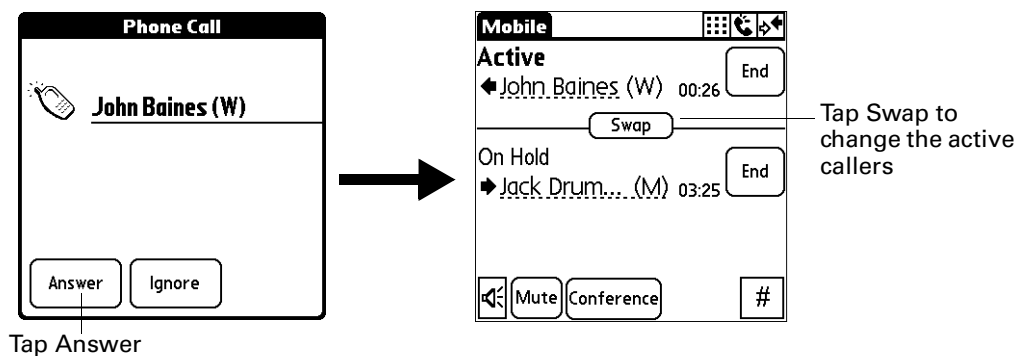 Phone Call
John Baines (W)
Answer
Ignore
Tap Answer
Mobile
Active
John Baines (W) 00:26
End
Swap
On Hold
Jack Drum... (M) 03:25
End
Mute
Conference
#
Tap Swap to
change the active
callers